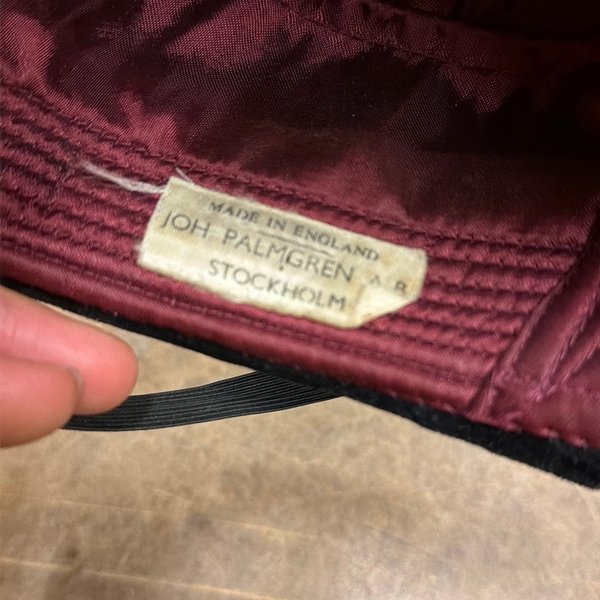 MADE IN ENGLAND
JOH. PALMGREN A.B.
STOCKHOLM